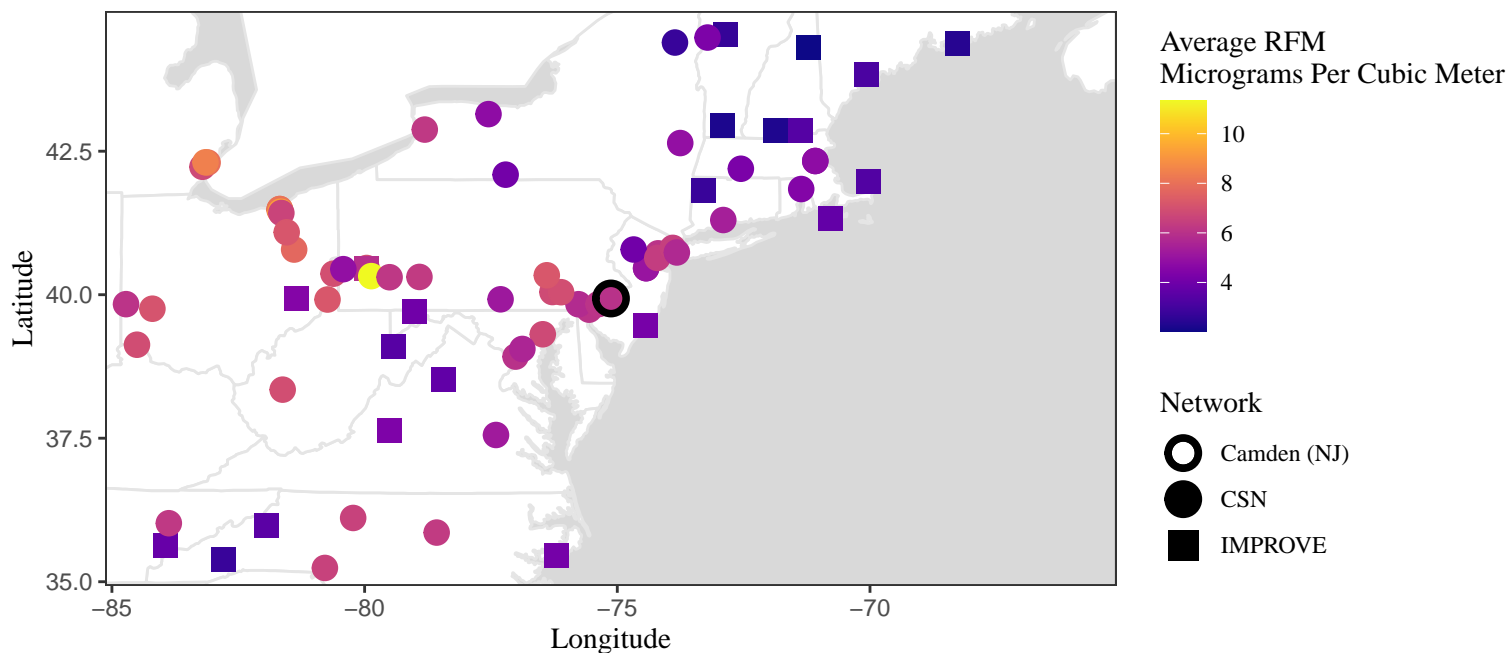 Average RFM
Micrograms Per Cubic Meter
10
8
6
4
Network
Camden (NJ)
CSN
IMPROVE
Latitude
42.5
40.0
37.5
35.0
−85
−80
−75
−70
Longitude